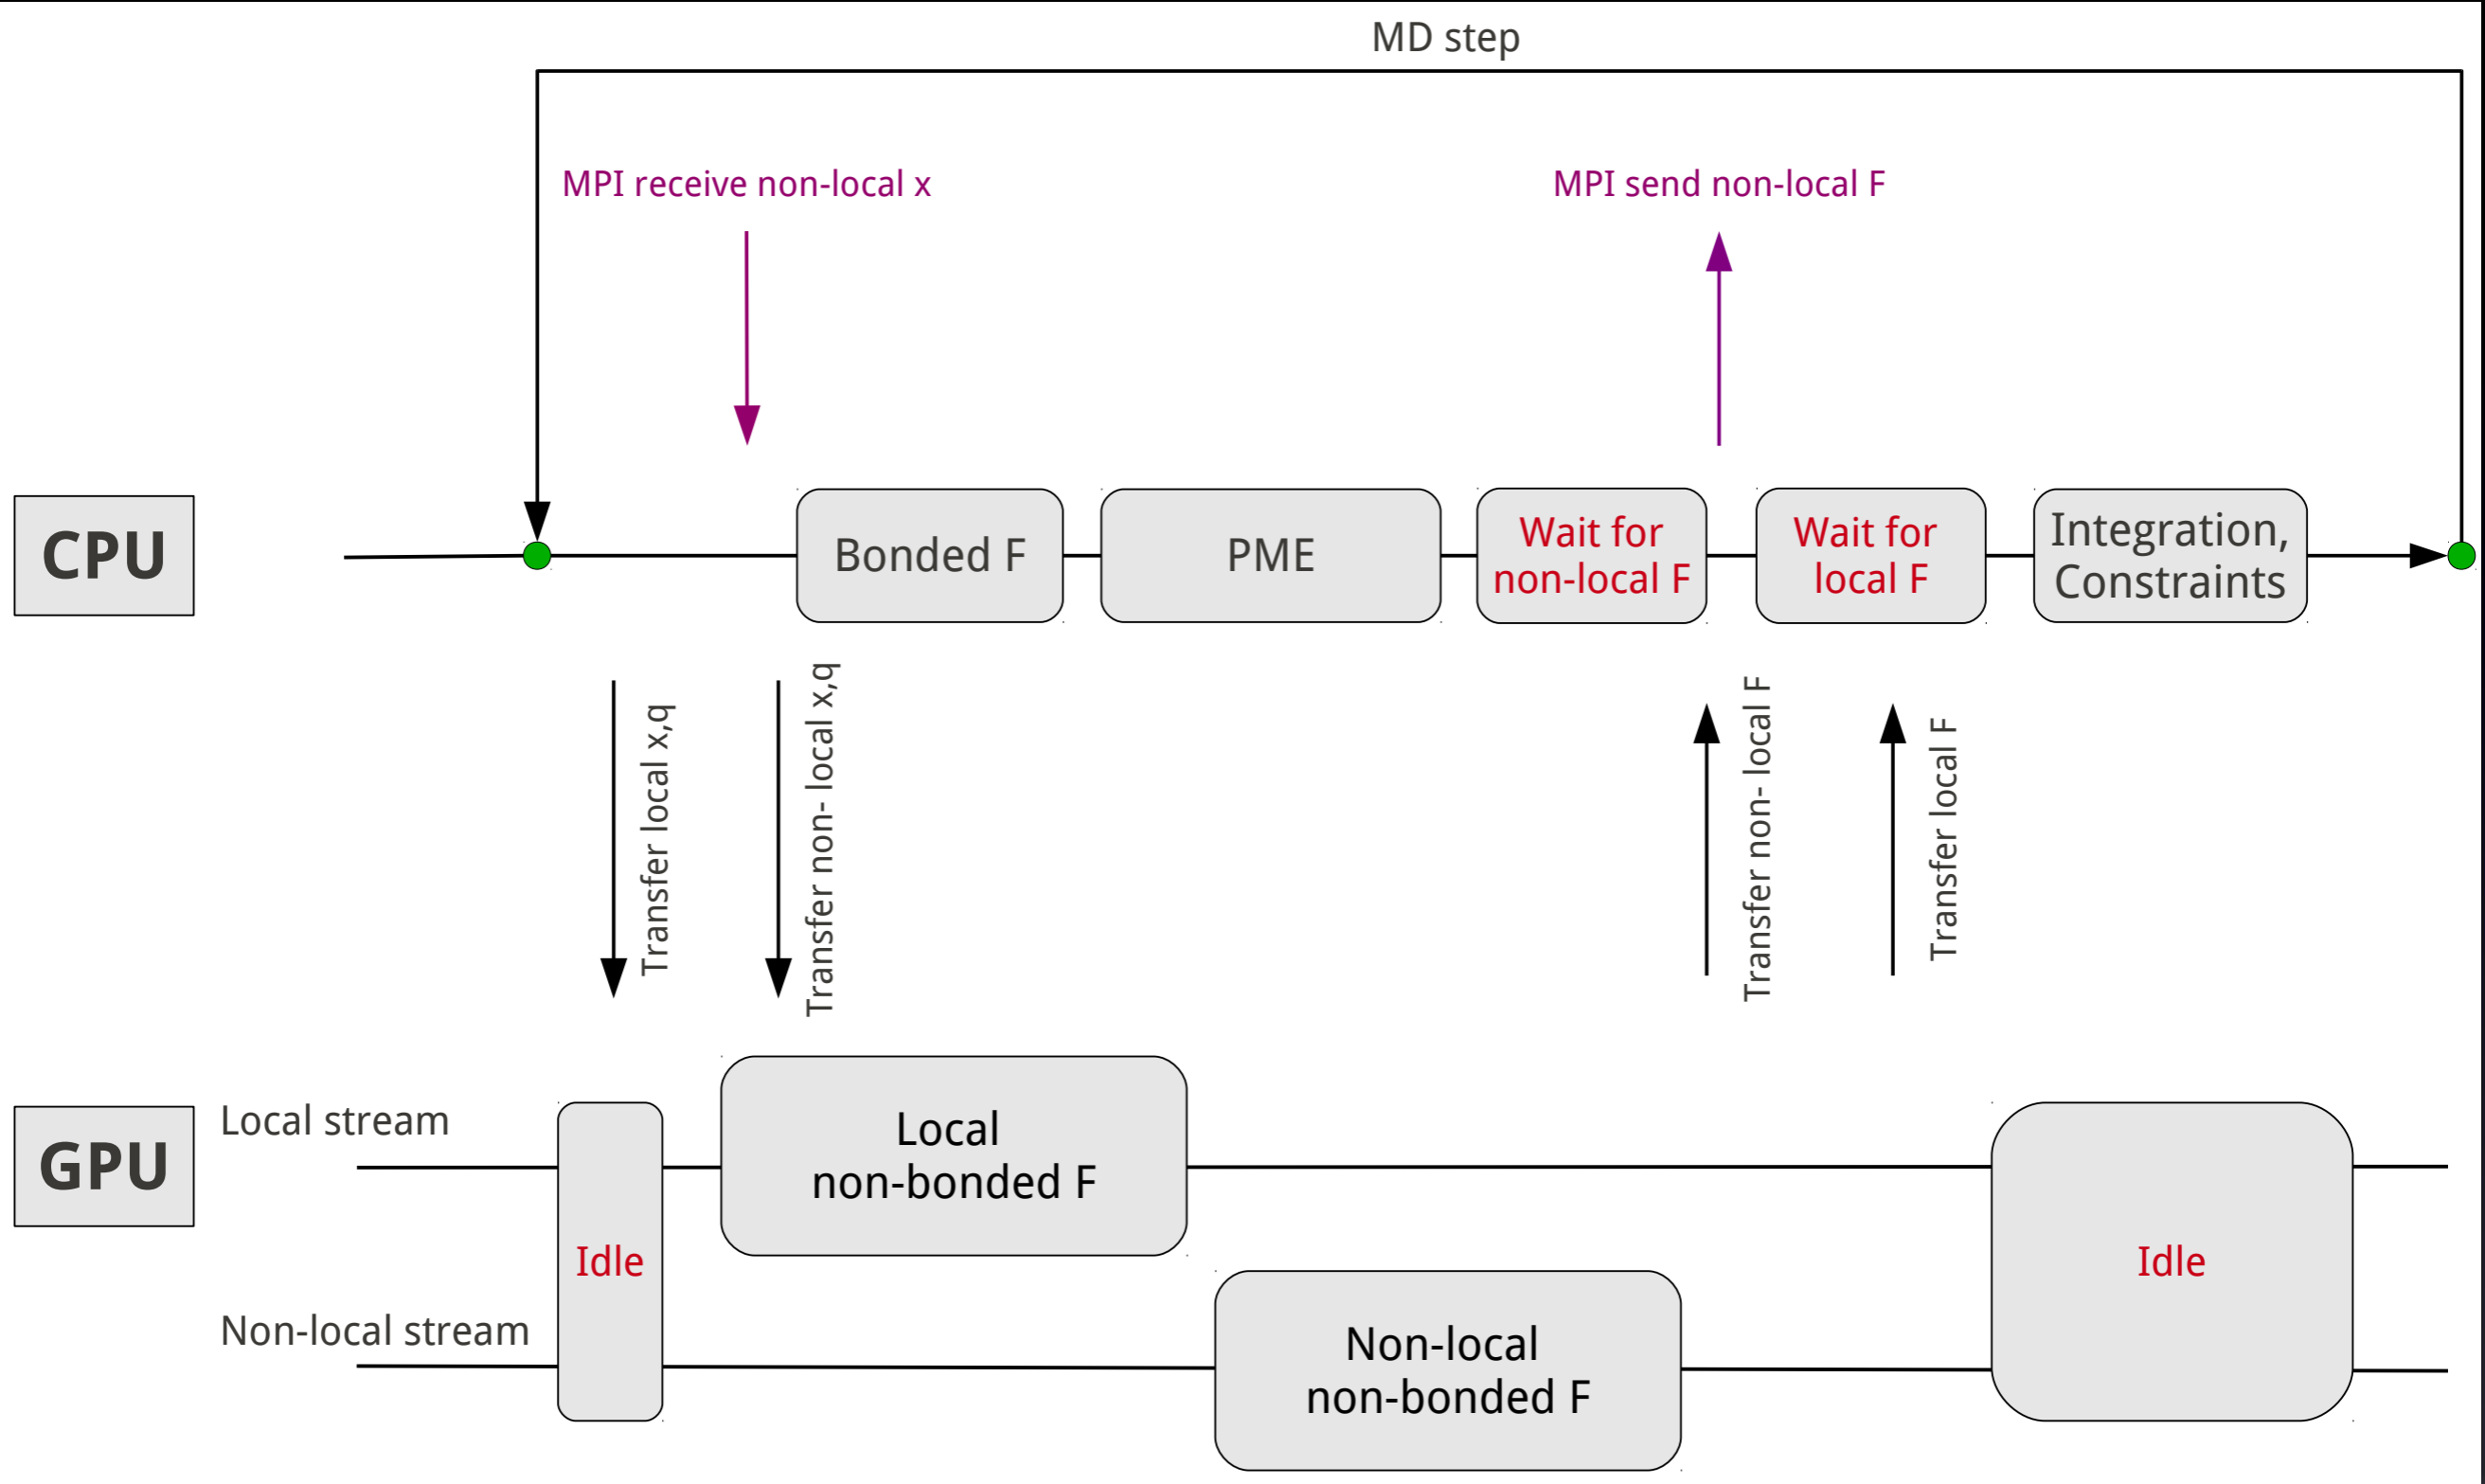 MD step
MPI receive non-local x
MPI send non-local F
CPU
Bonded F
PME
Wait for
non-local F
Wait for
local F
Integration,
Constraints
Transfer local x,q
Transfer non- local x,q
Transfer non- local F
Transfer local F
GPU
Local stream
Non-local stream
Idle
Local
non-bonded F
Non-local
non-bonded F
Idle